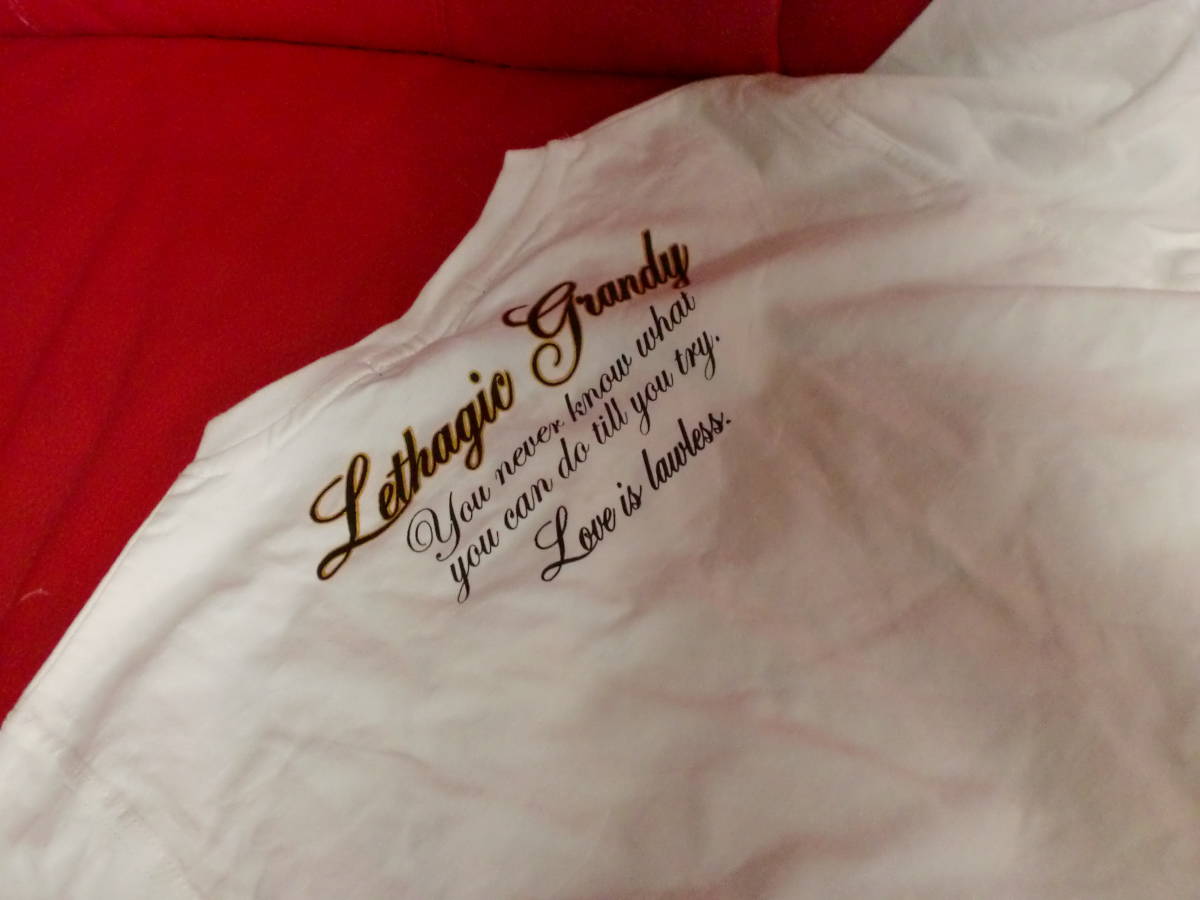 Lethagic Grandy
You never know what
you can do till you try.
Love is lawless.